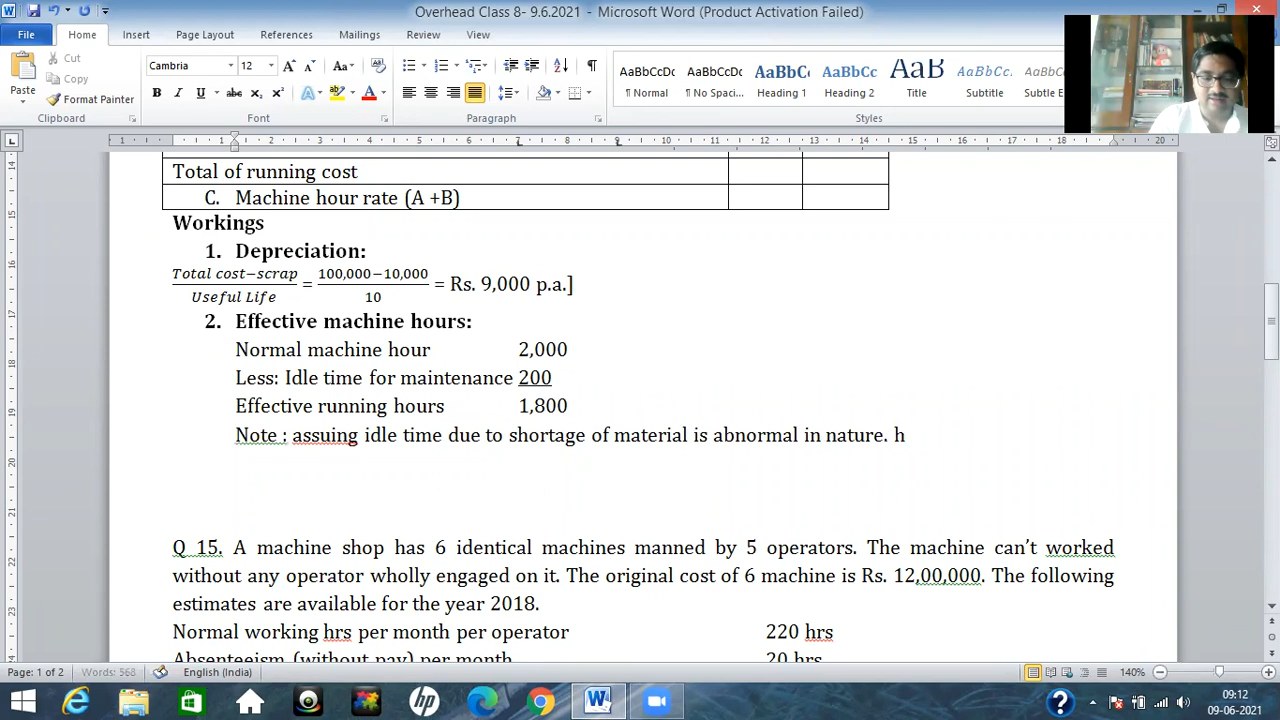 Overhead Class 8- 9.6.2021 - Microsoft Word (Product Activation Failed)
File Home Insert Page Layout References Mailings Review View
Cut
Copy
Format Painter
Paste
Cambria 12
AaBbCcDc AaBbCcDc AaBbCc AaBbCc AaB AaBbCc. AaBbCcDc
¶ Normal ¶ No Spaci... Heading 1 Heading 2 Title Subtitle Subtle E
Clipboard Font Paragraph Styles
Total of running cost
C. Machine hour rate (A +B)
Workings
1. Depreciation:
Total cost−scrap / Useful Life = 100,000−10,000 / 10 = Rs. 9,000 p.a.]
2. Effective machine hours:
Normal machine hour 2,000
Less: Idle time for maintenance 200
Effective running hours 1,800
Note : assuing idle time due to shortage of material is abnormal in nature. h
Q 15. A machine shop has 6 identical machines manned by 5 operators. The machine can’t worked
without any operator wholly engaged on it. The original cost of 6 machine is Rs. 12,00,000. The following
estimates are available for the year 2018.
Normal working hrs per month per operator 220 hrs
Absenteeism (without pay) per month 20 hrs
Page: 1 of 2 Words: 568 English (India) 140%
09:12
09-06-2021